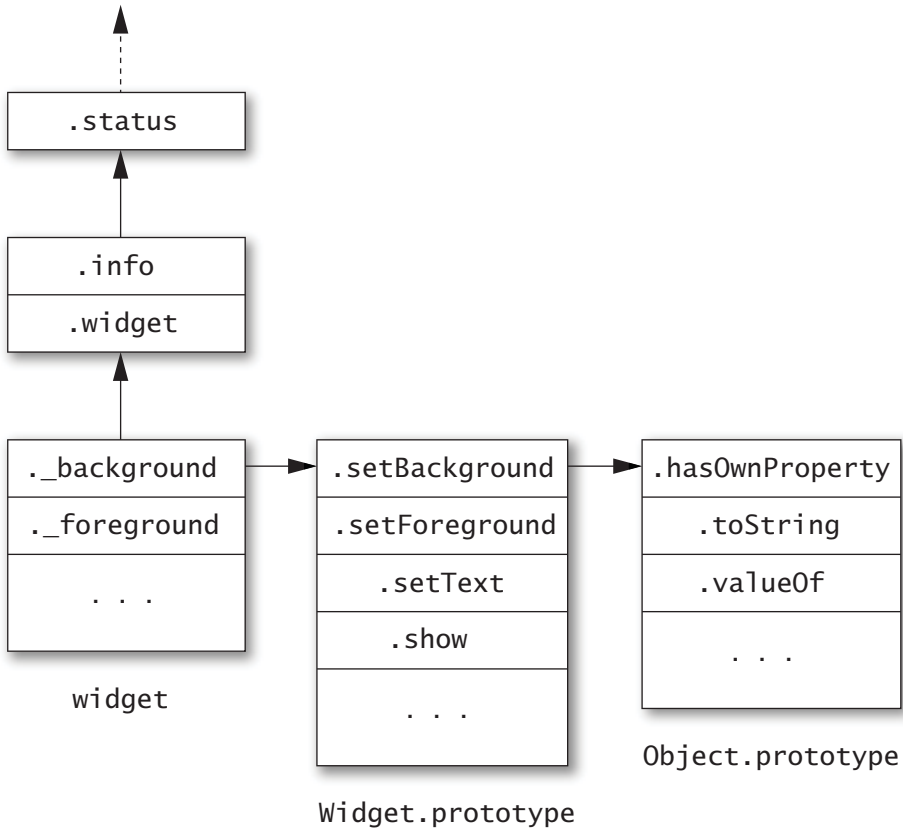 .status
.info
.widget
._background
._foreground
. . .
widget
.setBackground
.setForeground
.setText
.show
. . .
Widget.prototype
.hasOwnProperty
.toString
.valueOf
. . .
Object.prototype